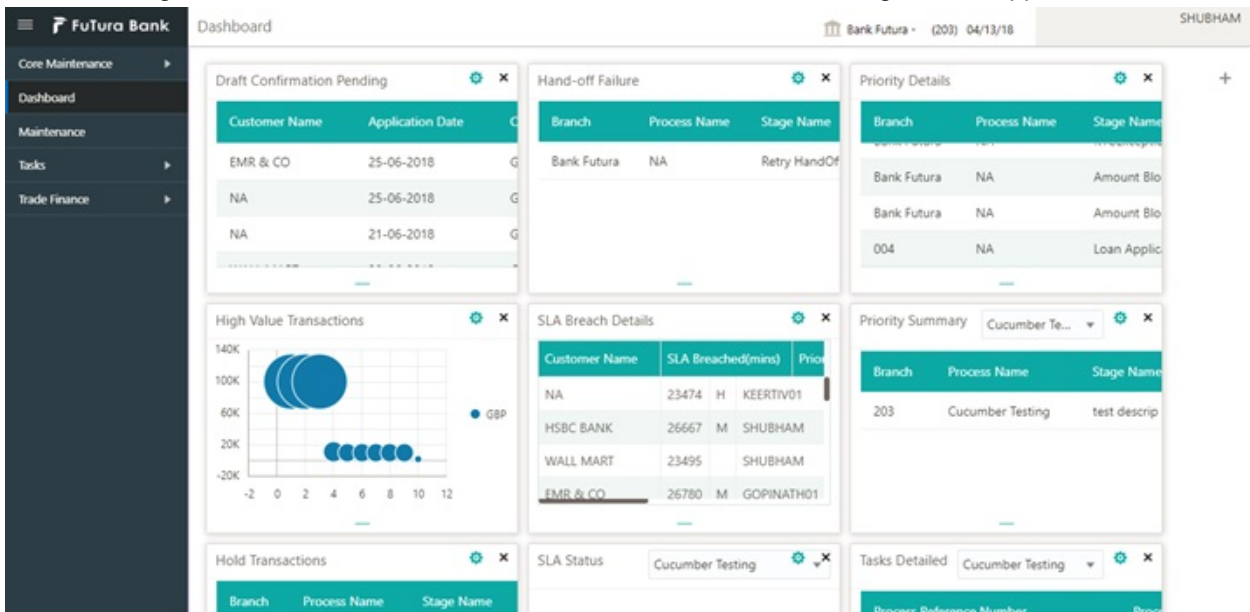 FuTura Bank
Dashboard
Bank Futura - (203) 04/13/18
SHUBHAM
Core Maintenance
Dashboard
Maintenance
Tasks
Trade Finance
Draft Confirmation Pending
Customer Name Application Date
EMR & CO 25-06-2018
NA 25-06-2018
NA 21-06-2018
Hand-off Failure
Branch Process Name Stage Name
Bank Futura NA Retry HandOf
Priority Details
Branch Process Name Stage Name
Bank Futura NA Amount Blo
Bank Futura NA Amount Blo
004 NA Loan Applic
High Value Transactions
140K
100K
60K
20K
-20K
-2 0 2 4 6 8 10 12
GBP
SLA Breach Details
Customer Name SLA Breached(mins) Prior
NA 23474 H KEERTIV01
HSBC BANK 26667 M SHUBHAM
WALL MART 23495 SHUBHAM
EMR & CO 26780 M GOPINATH01
Priority Summary Cucumber Te...
Branch Process Name Stage Name
203 Cucumber Testing test descrip
Hold Transactions
Branch Process Name Stage Name
SLA Status Cucumber Testing
Tasks Detailed Cucumber Testing
Process Reference Number Proce